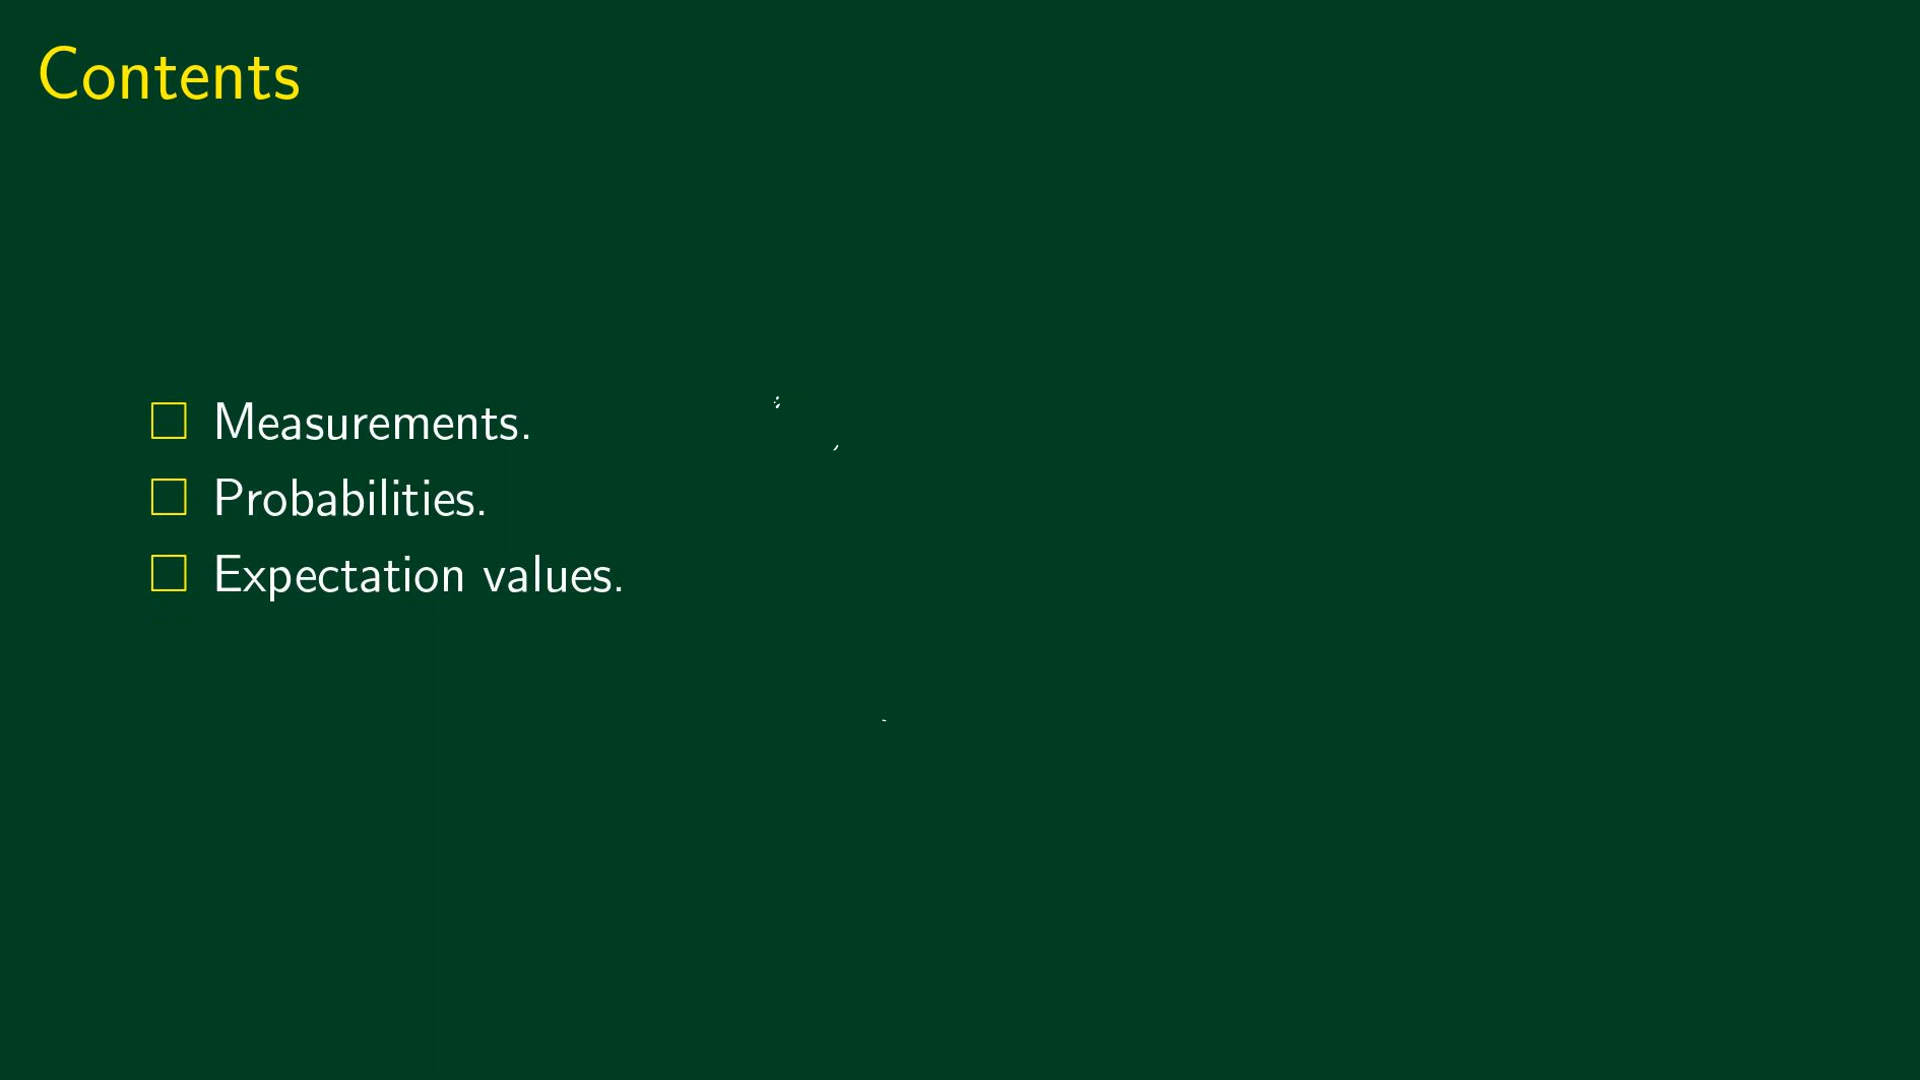 Contents
Measurements.
Probabilities.
Expectation values.